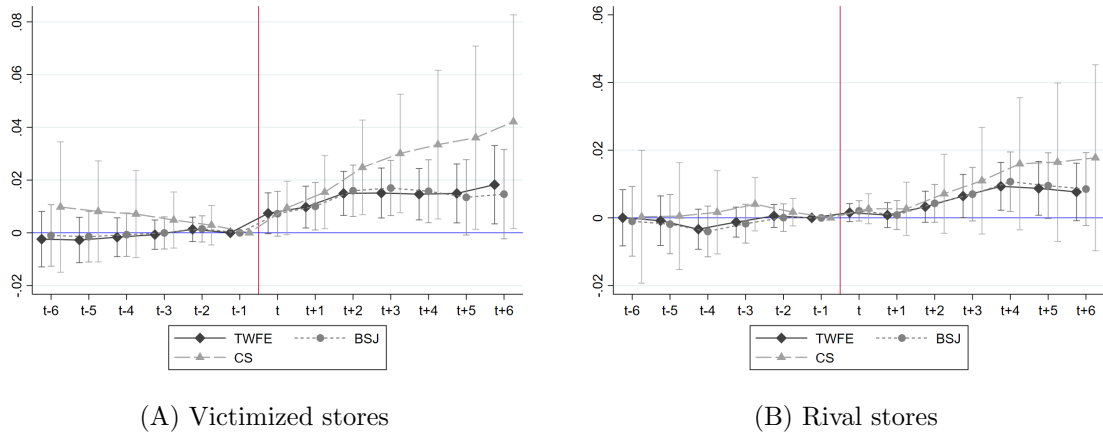 .08
.06
.04
.02
0
-.02
t-6 t-5 t-4 t-3 t-2 t-1 t t+1 t+2 t+3 t+4 t+5 t+6
TWFE BSJ
CS
(A) Victimized stores
.06
.04
.02
0
-.02
t-6 t-5 t-4 t-3 t-2 t-1 t t+1 t+2 t+3 t+4 t+5 t+6
TWFE BSJ
CS
(B) Rival stores